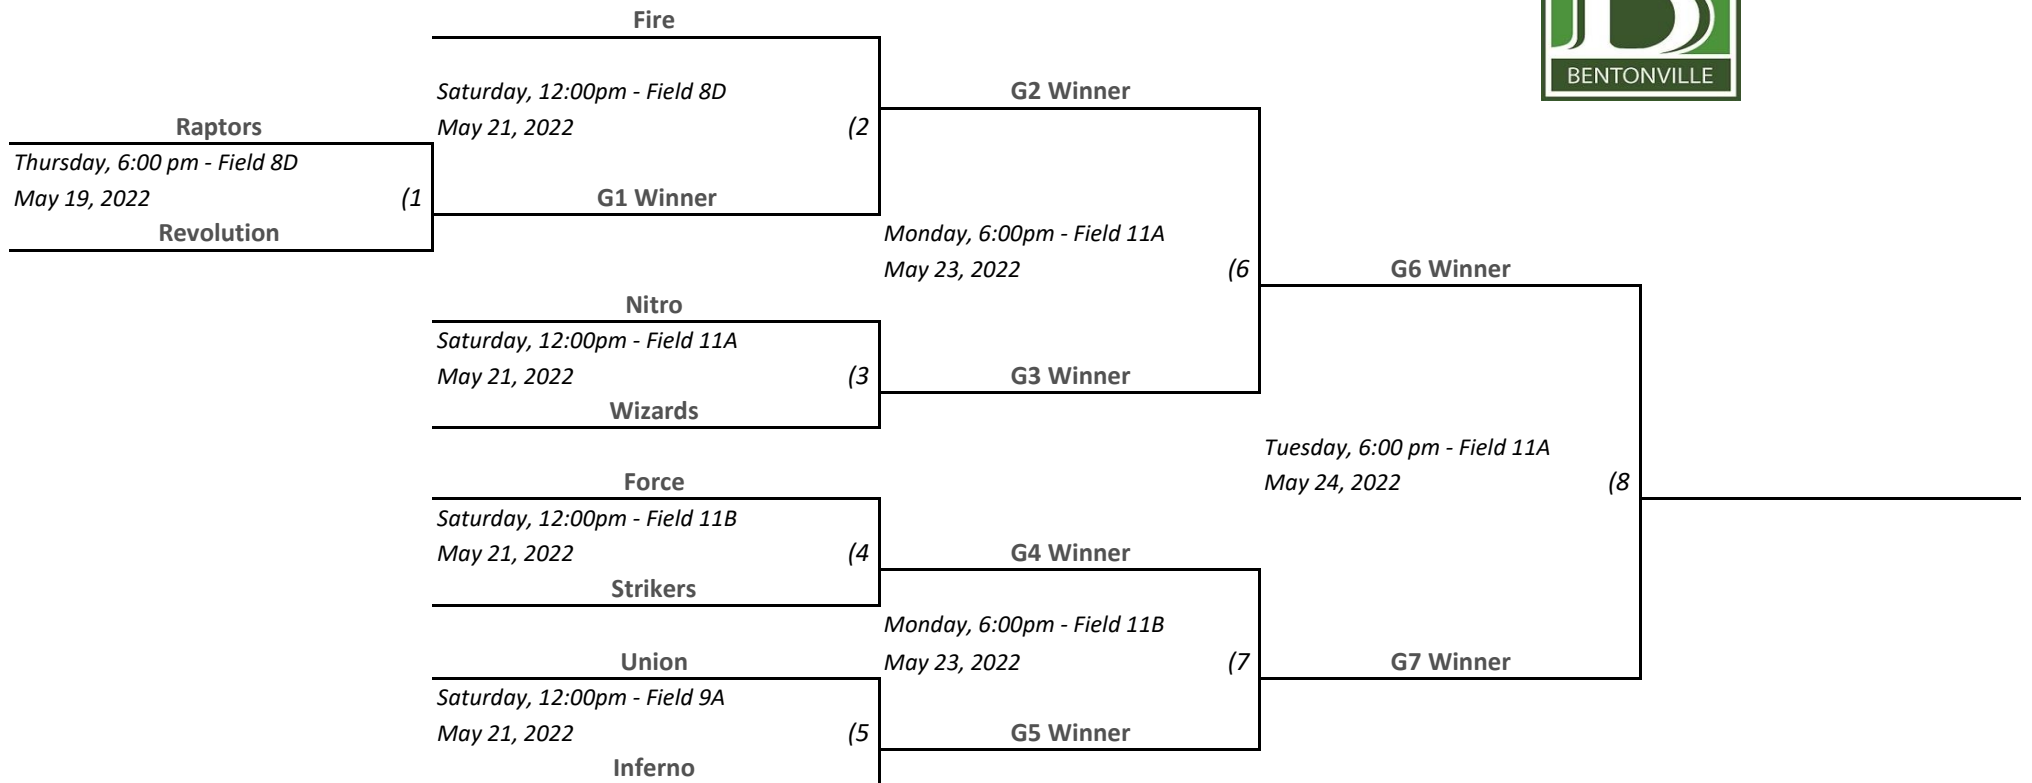 Fire
B
BENTONVILLE
Saturday, 12:00pm - Field 8D
G2 Winner
Raptors
May 21, 2022 (2
Thursday, 6:00 pm - Field 8D
May 19, 2022 (1
G1 Winner
Revolution
Monday, 6:00pm - Field 11A
May 23, 2022 (6
G6 Winner
Nitro
Saturday, 12:00pm - Field 11A
May 21, 2022 (3
G3 Winner
Wizards
Tuesday, 6:00 pm - Field 11A
May 24, 2022 (8
Force
Saturday, 12:00pm - Field 11B
May 21, 2022 (4
G4 Winner
Strikers
Monday, 6:00pm - Field 11B
May 23, 2022 (7
G7 Winner
Union
Saturday, 12:00pm - Field 9A
May 21, 2022 (5
G5 Winner
Inferno